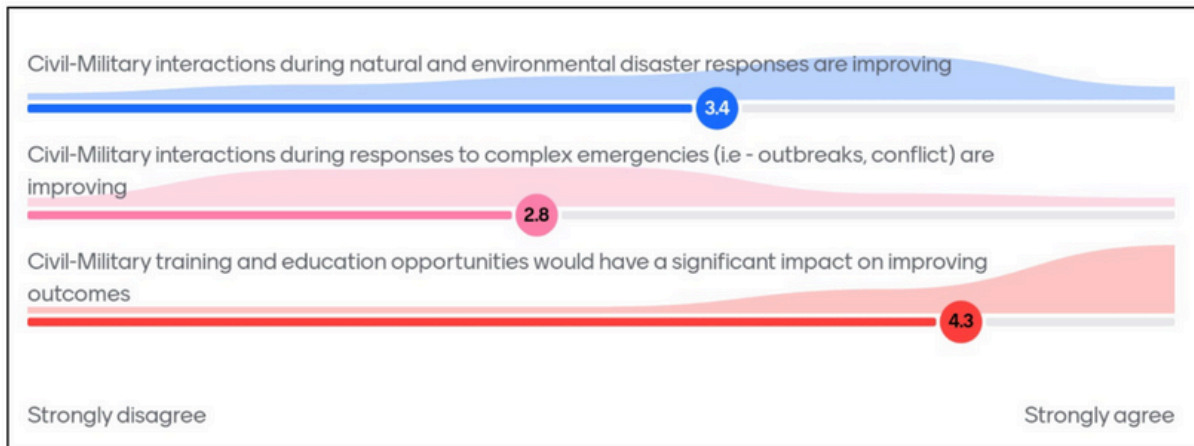 Civil-Military interactions during natural and environmental disaster responses are improving
3.4
Civil-Military interactions during responses to complex emergencies (i.e - outbreaks, conflict) are
improving
2.8
Civil-Military training and education opportunities would have a significant impact on improving
outcomes
4.3
Strongly disagree Strongly agree